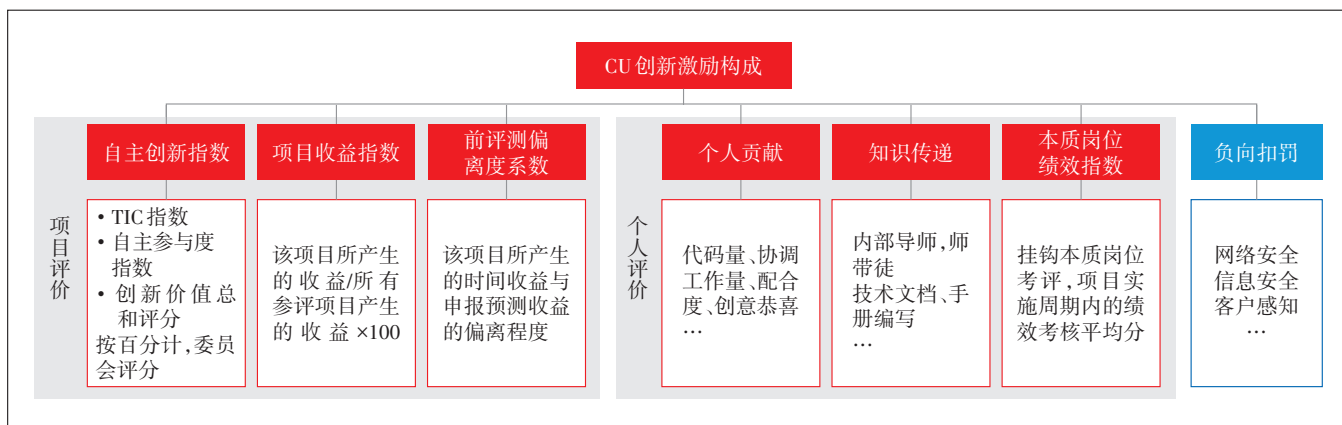 CU创新激励构成
自主创新指数
项目收益指数
前评测偏
离度系数
个人贡献
知识传递
本质岗位
绩效指数
负向扣罚
项目评价
• TIC指数
• 自主参与度
指数
• 创新价值总
和评分
按百分计,委员
会评分
该项目所产生
的收益/所有
参评项目产生
的收益×100
该项目所产生
的时间收益与
申报预测收益
的偏离程度
个人评价
代码量、协调
工作量、配合
度、创意恭喜
…
内部导师,师
带徒
技术文档、手
册编写
…
挂钩本质岗位
考评,项目实
施周期内的绩
效考核平均分
网络安全
信息安全
客户感知
…